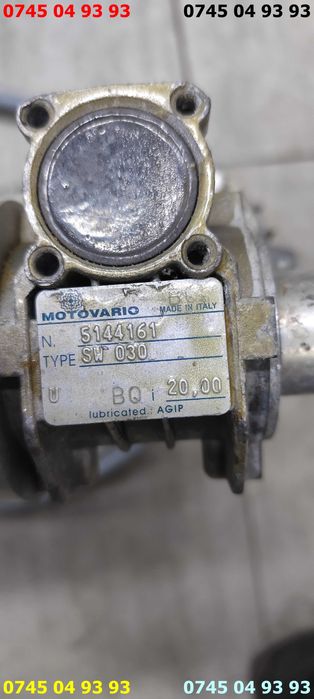 0745 04 93 93 0745 04 93 93
MOTOVARIO MADE IN ITALY
N. 5144161
TYPE SW 030
U BQ i 20,00
lubricated: AGIP
0745 04 93 93 0745 04 93 93